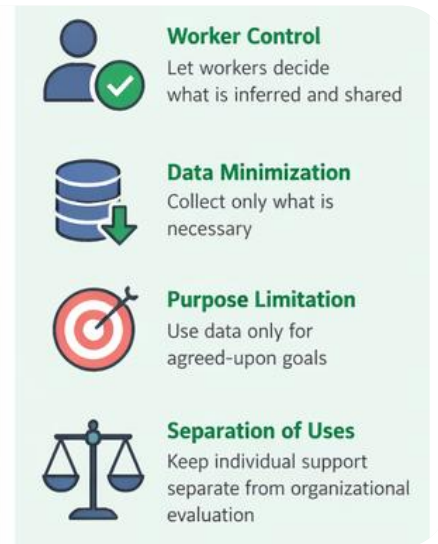 Worker Control
Let workers decide
what is inferred and shared
Data Minimization
Collect only what is
necessary
Purpose Limitation
Use data only for
agreed-upon goals
Separation of Uses
Keep individual support
separate from organizational
evaluation